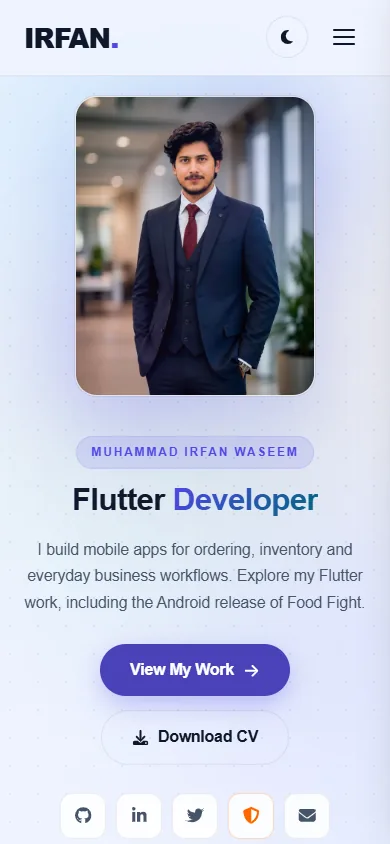 IRFAN.
MUHAMMAD IRFAN WASEEM
Flutter Developer
I build mobile apps for ordering, inventory and
everyday business workflows. Explore my Flutter
work, including the Android release of Food Fight.
View My Work
Download CV
in